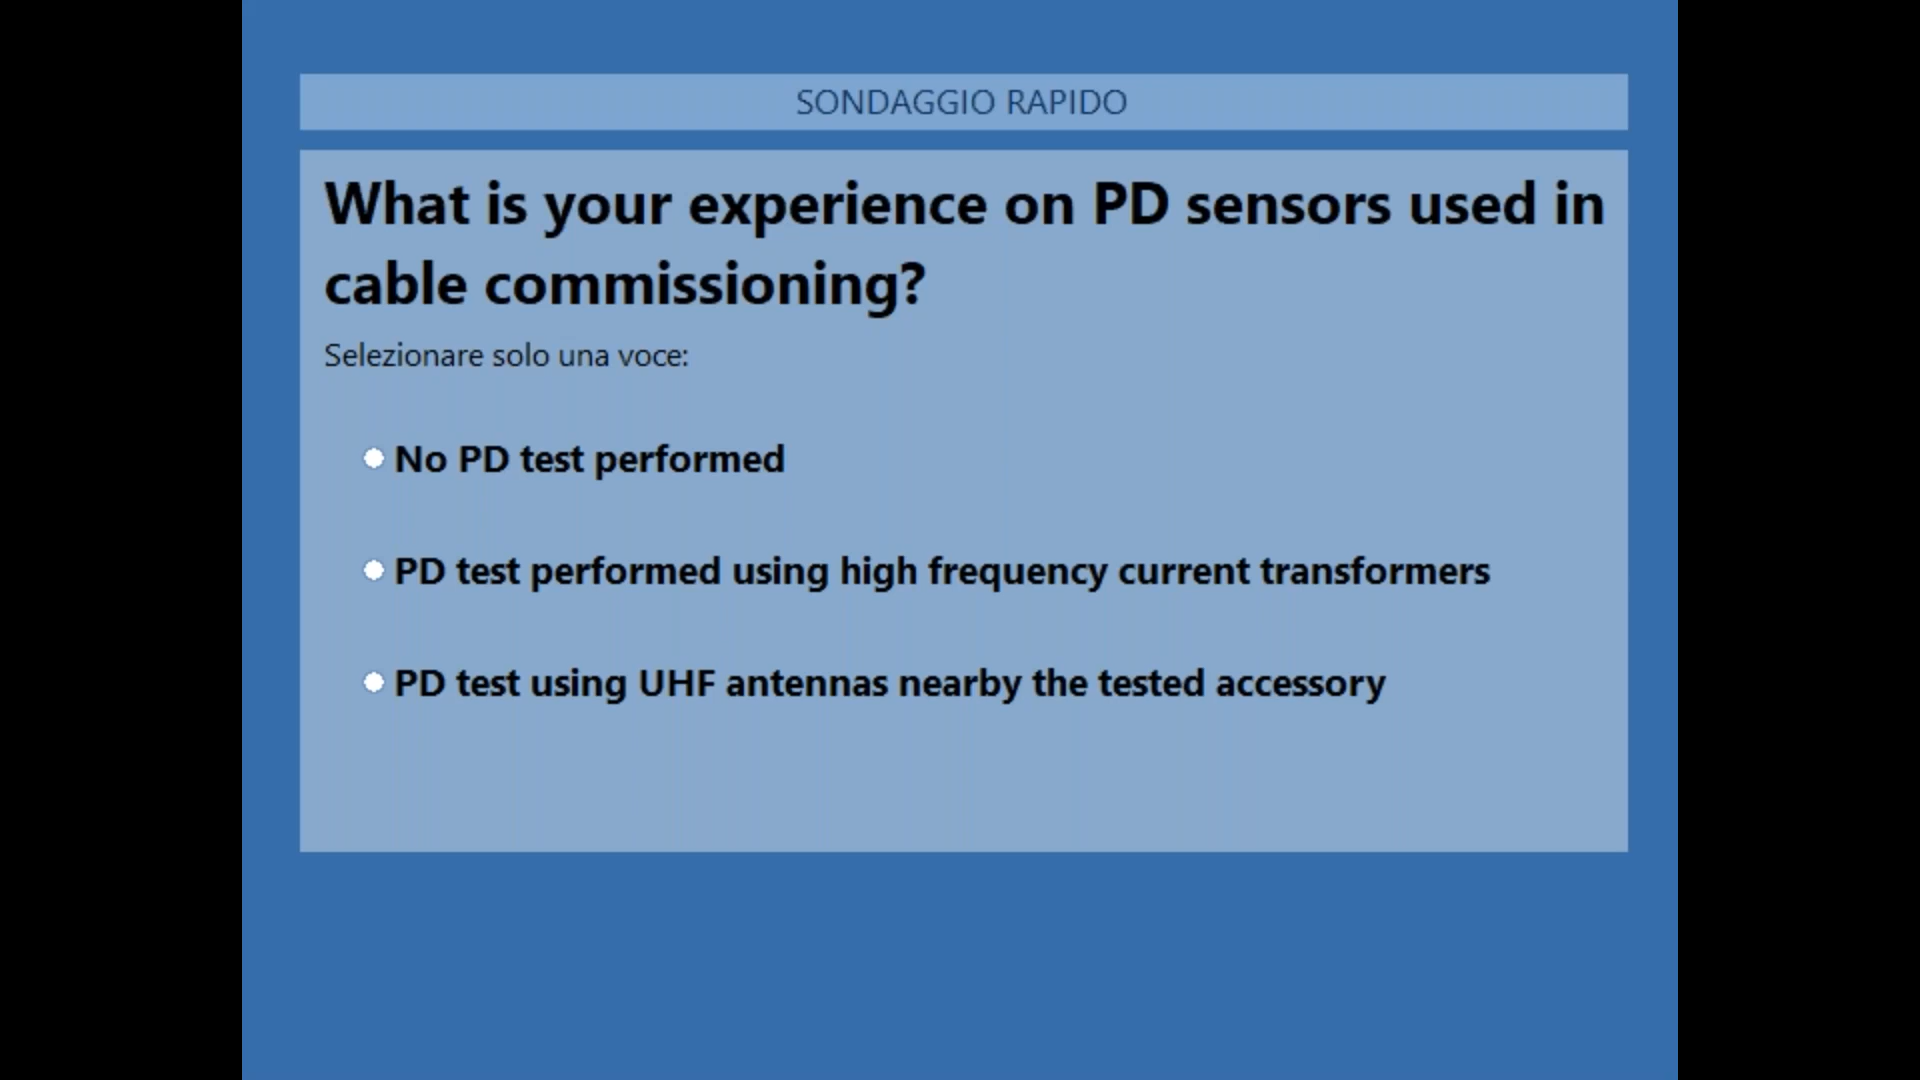 SONDAGGIO RAPIDO
What is your experience on PD sensors used in
cable commissioning?
Selezionare solo una voce:
No PD test performed
PD test performed using high frequency current transformers
PD test using UHF antennas nearby the tested accessory